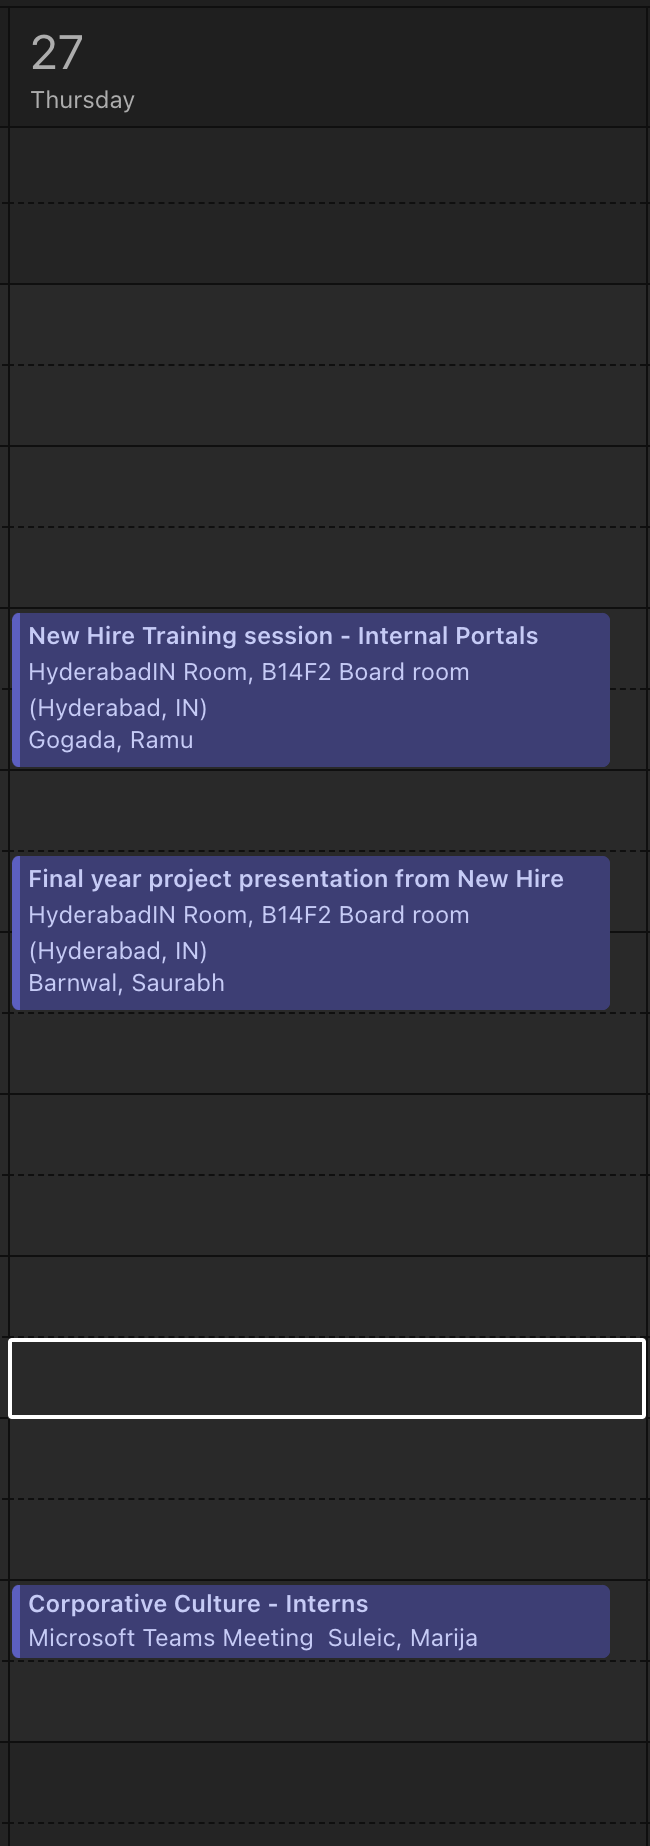 27
Thursday
New Hire Training session - Internal Portals
HyderabadIN Room, B14F2 Board room
(Hyderabad, IN)
Gogada, Ramu
Final year project presentation from New Hire
HyderabadIN Room, B14F2 Board room
(Hyderabad, IN)
Barnwal, Saurabh
Corporative Culture - Interns
Microsoft Teams Meeting  Suleic, Marija